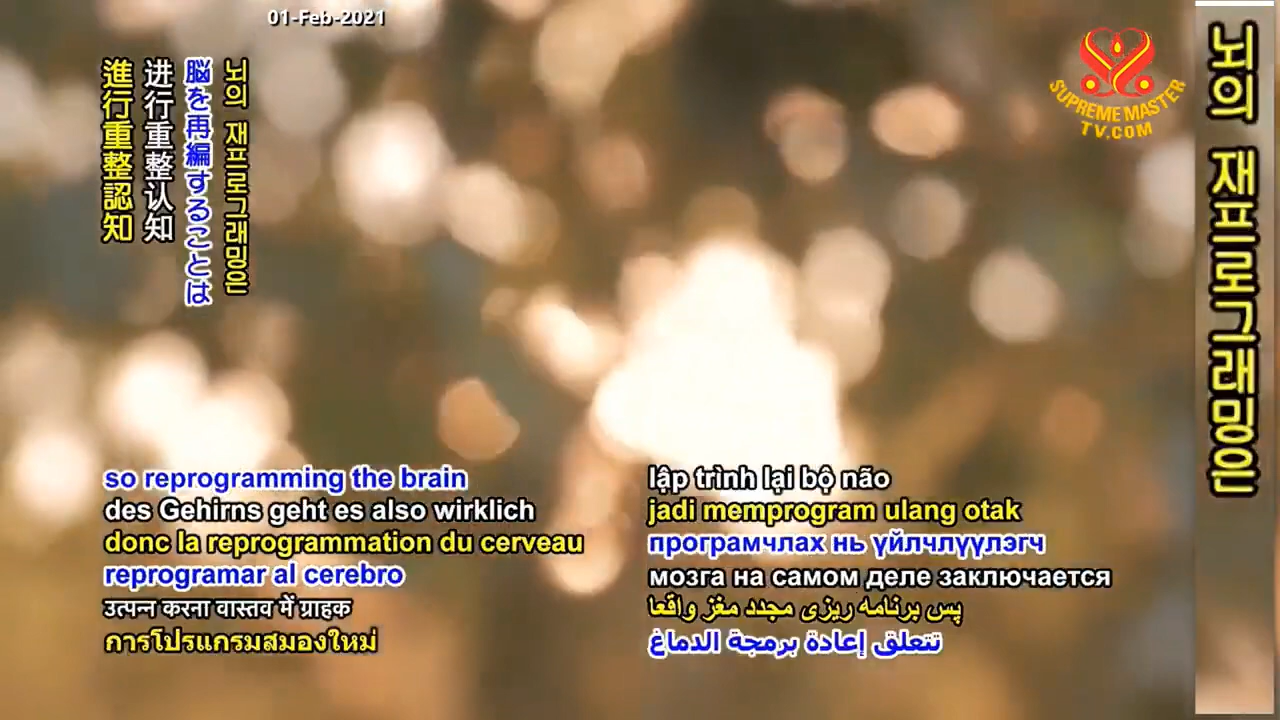 01-Feb-2021
SUPREME MASTER
TV.COM
뇌의 재프로그래밍은
뇌의 재프로그래밍은
脳を再編することは
进行重整认知
進行重整認知
so reprogramming the brain
des Gehirns geht es also wirklich
donc la reprogrammation du cerveau
reprogramar al cerebro
उत्पन्न करना वास्तव में ग्राहक
การโปรแกรมสมองใหม่
lập trình lại bộ não
jadi memprogram ulang otak
програмчлах нь үйлчлүүлэгч
мозга на самом деле заключается
پس برنامه ریزی مجدد مغز واقعا
تتعلق إعادة برمجة الدماغ